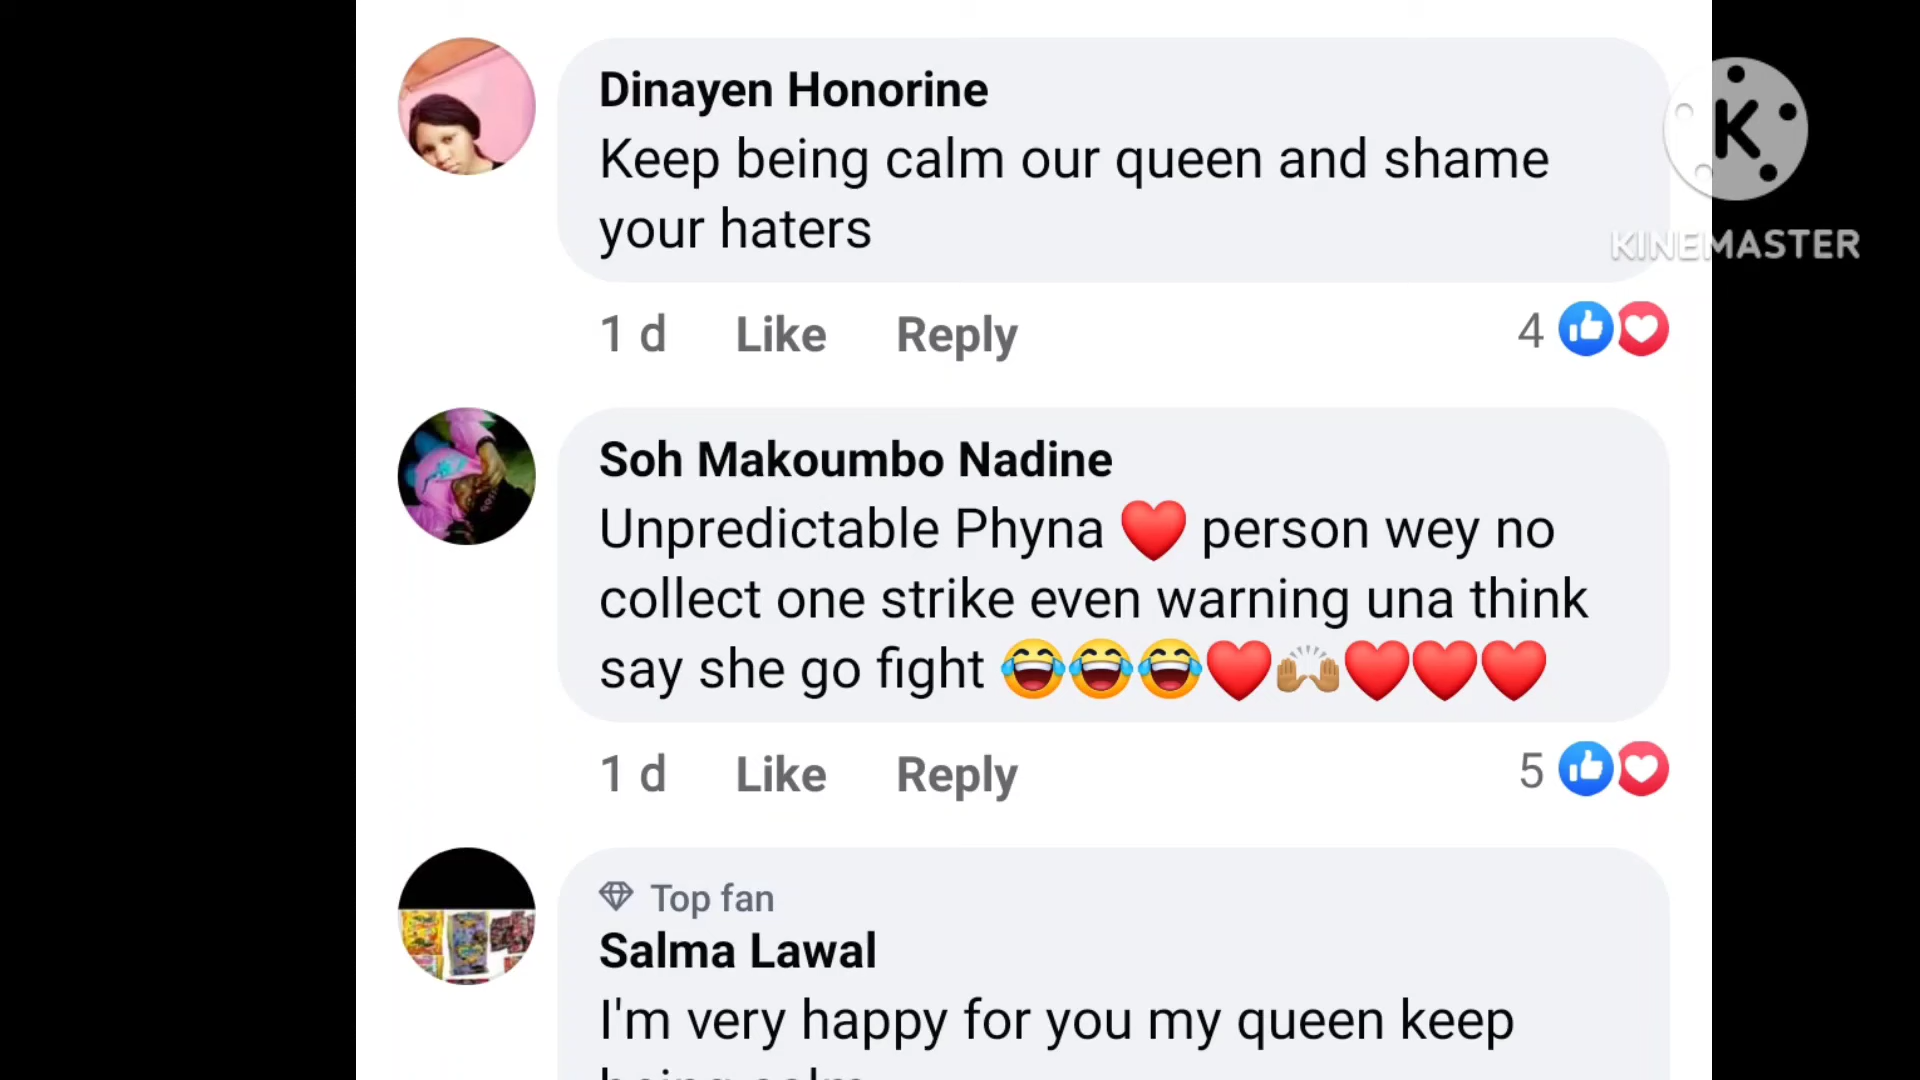 Dinayen Honorine
Keep being calm our queen and shame
your haters
K
KINEMASTER
1 d Like Reply 4
Soh Makoumbo Nadine
Unpredictable Phyna ❤️ person wey no
collect one strike even warning una think
say she go fight 😂😂😂❤️🙌🏽❤️❤️❤️
1 d Like Reply 5
Top fan
Salma Lawal
I'm very happy for you my queen keep
being calm